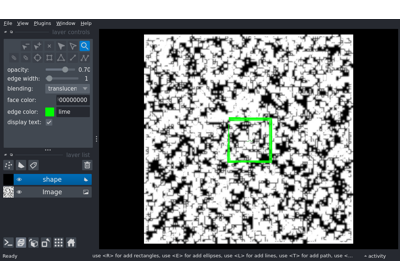 File View Plugins Window Help
layer controls
opacity: 0.70
edge width: 1
blending: translucen
face color: 00000000
edge color: lime
display text:
layer list
shape
Image
Ready
use <R> for add rectangles, use <E> for add ellipses, use <L> for add lines, use <T> for add path, use <...
activity